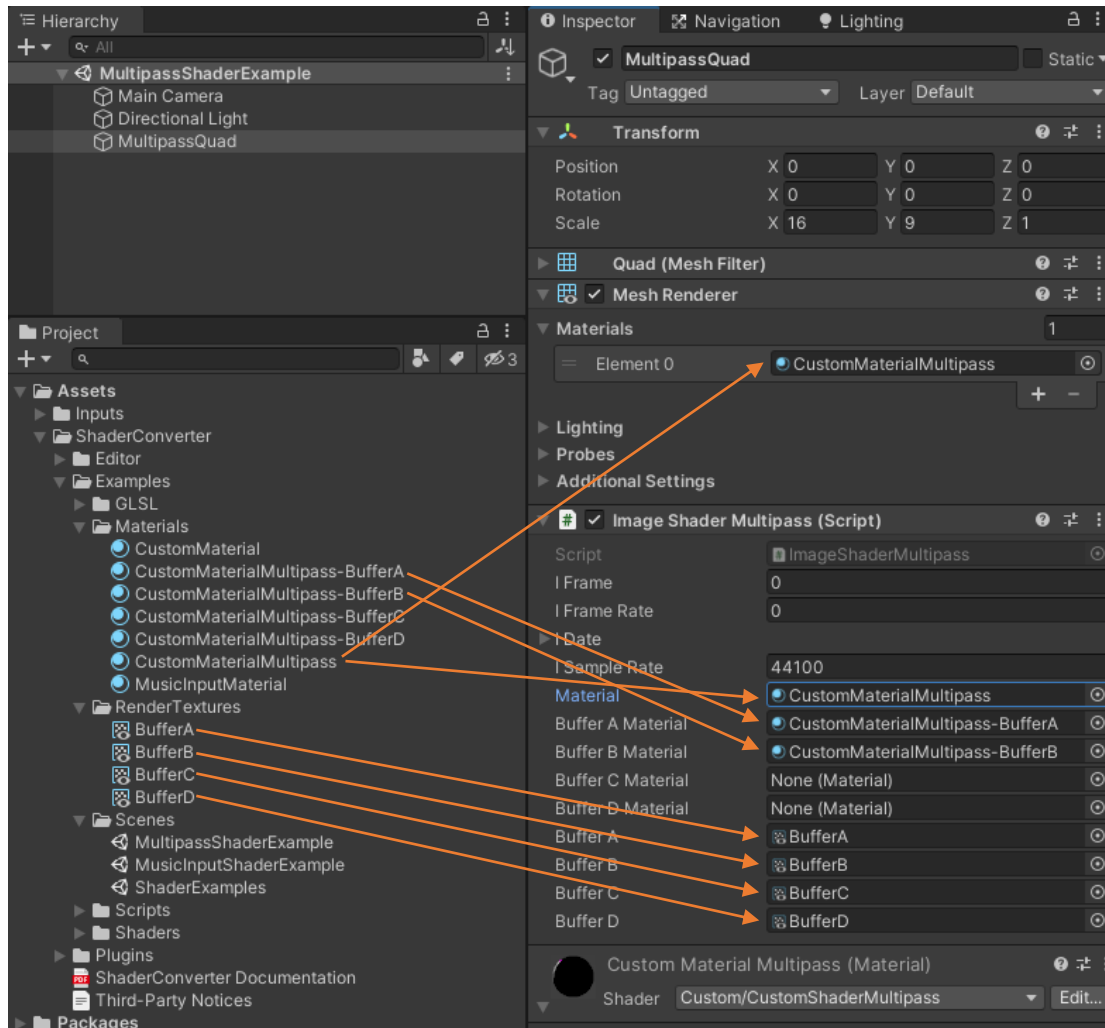 Hierarchy
All
MultipassShaderExample
Main Camera
Directional Light
MultipassQuad
Project
3
Assets
Inputs
ShaderConverter
Editor
Examples
GLSL
Materials
CustomMaterial
CustomMaterialMultipass-BufferA
CustomMaterialMultipass-BufferB
CustomMaterialMultipass-BufferC
CustomMaterialMultipass-BufferD
CustomMaterialMultipass
MusicInputMaterial
RenderTextures
BufferA
BufferB
BufferC
BufferD
Scenes
MultipassShaderExample
MusicInputShaderExample
ShaderExamples
Scripts
Shaders
Plugins
PDF ShaderConverter Documentation
Third-Party Notices
Packages
Inspector Navigation Lighting
MultipassQuad Static
Tag Untagged Layer Default
Transform
Position X 0 Y 0 Z 0
Rotation X 0 Y 0 Z 0
Scale X 16 Y 9 Z 1
Quad (Mesh Filter)
Mesh Renderer
Materials 1
Element 0 CustomMaterialMultipass
Lighting
Probes
Additional Settings
# Image Shader Multipass (Script)
Script # ImageShaderMultipass
I Frame 0
I Frame Rate 0
I Date
I Sample Rate 44100
Material CustomMaterialMultipass
Buffer A Material CustomMaterialMultipass-BufferA
Buffer B Material CustomMaterialMultipass-BufferB
Buffer C Material None (Material)
Buffer D Material None (Material)
Buffer A BufferA
Buffer B BufferB
Buffer C BufferC
Buffer D BufferD
Custom Material Multipass (Material)
Shader Custom/CustomShaderMultipass Edit...